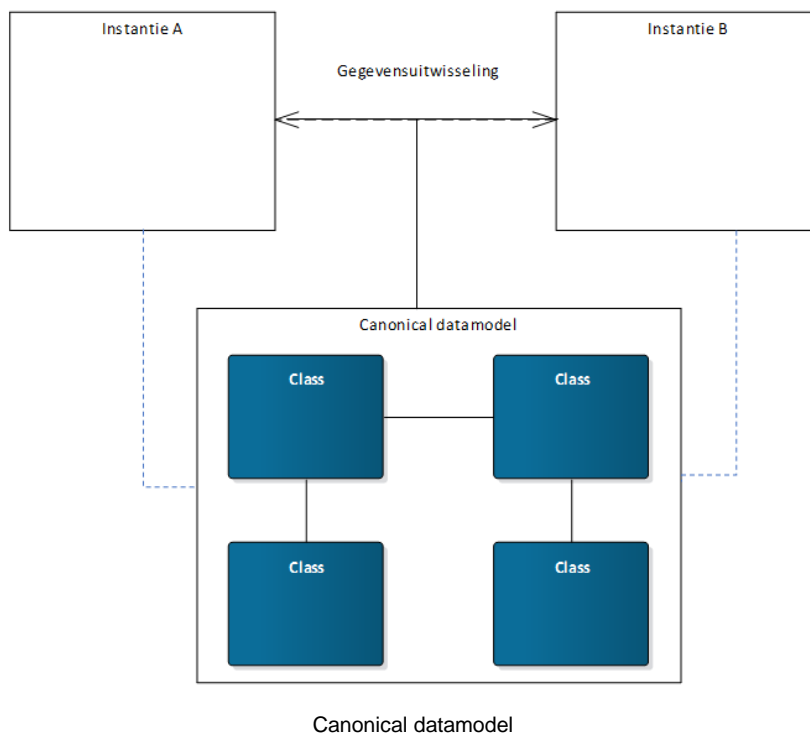 Instantie A
Instantie B
Gegevensuitwisseling
Canonical datamodel
Class
Class
Class
Class
Canonical datamodel